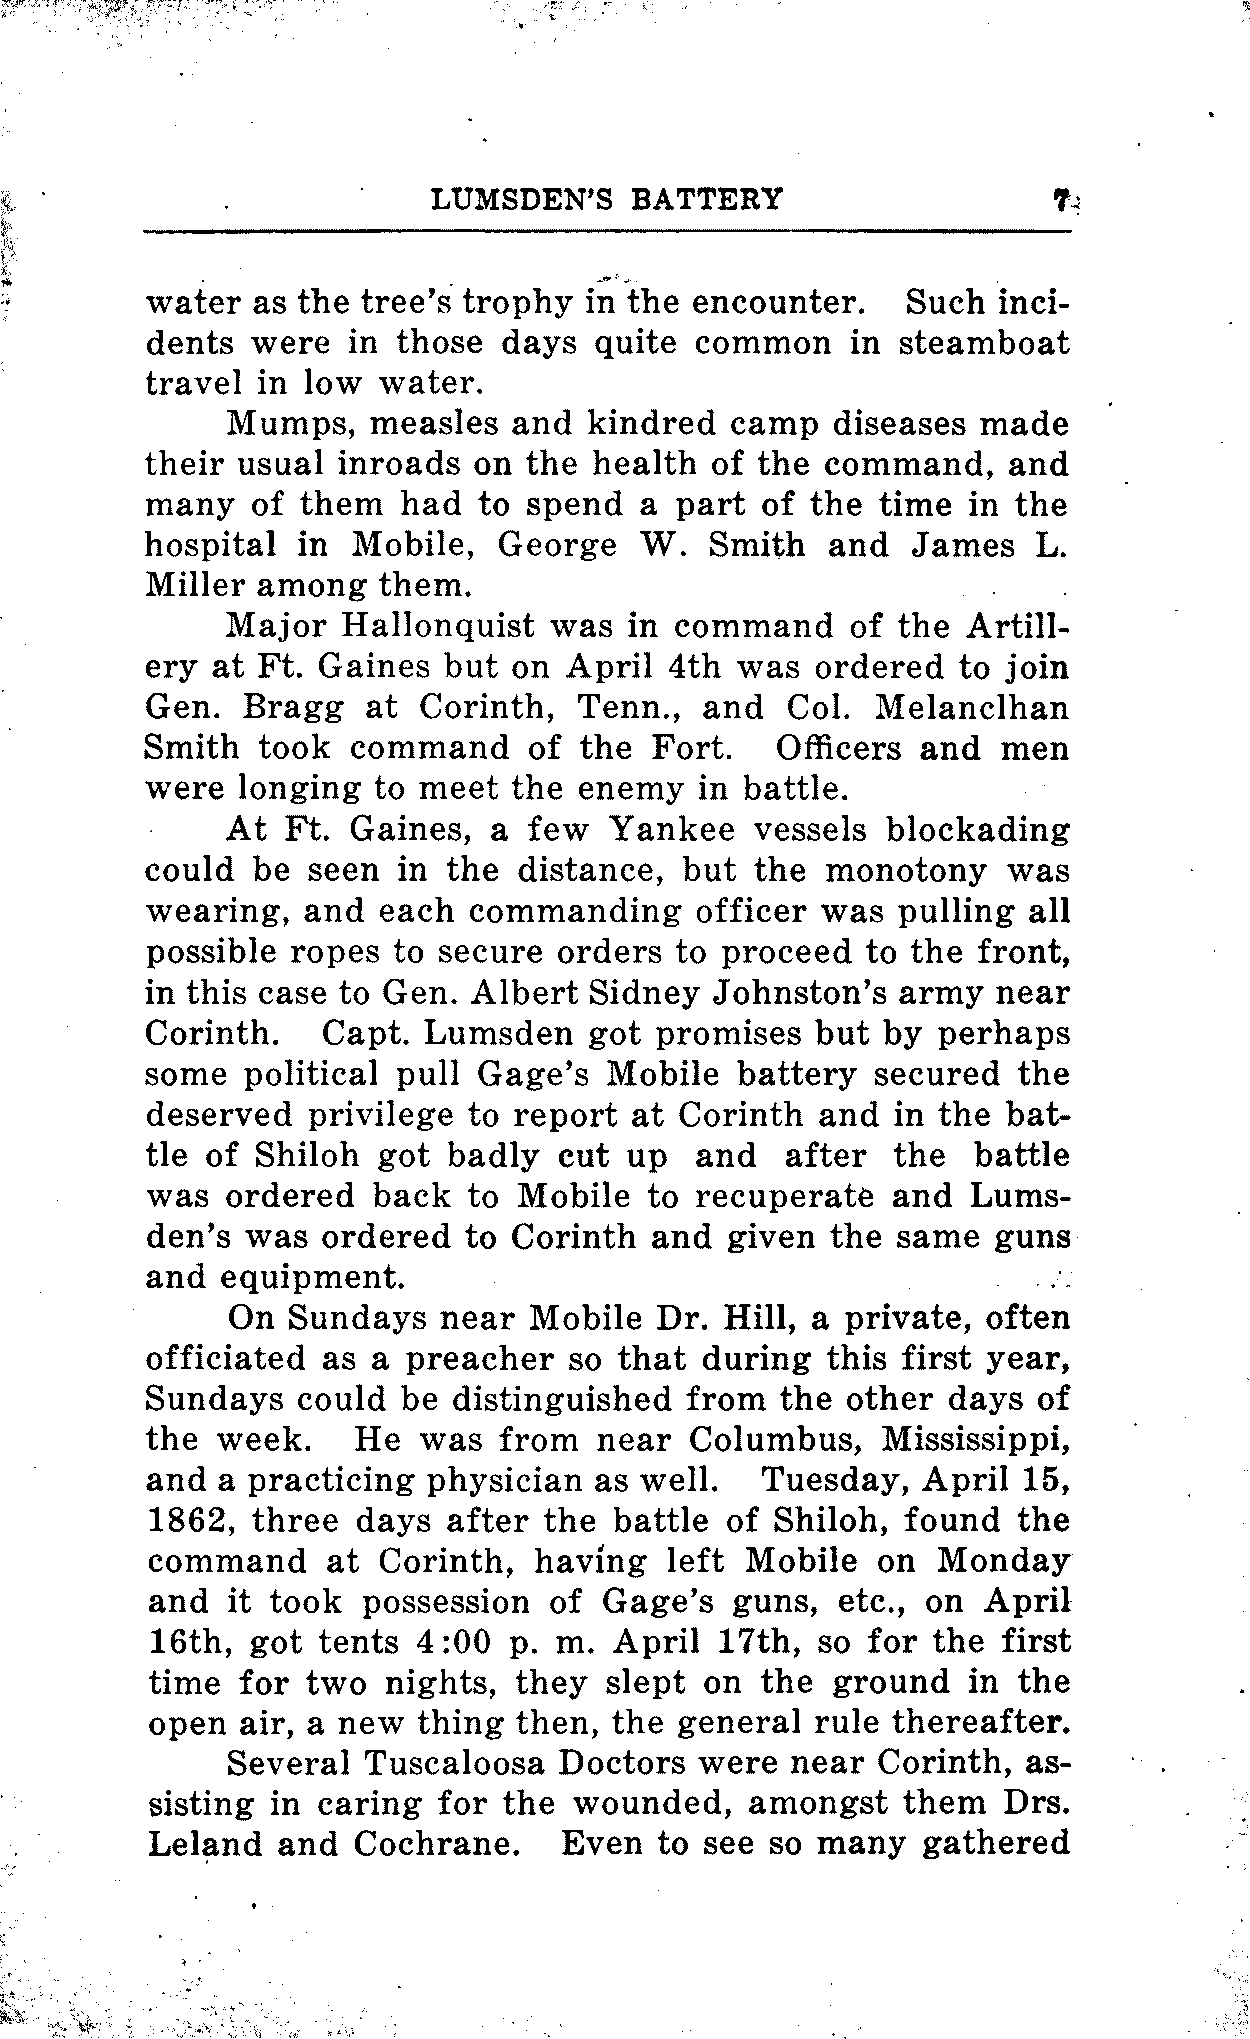 LUMSDEN'S BATTERY 7
water as the tree's trophy in the encounter. Such inci-
dents were in those days quite common in steamboat
travel in low water.
Mumps, measles and kindred camp diseases made
their usual inroads on the health of the command, and
many of them had to spend a part of the time in the
hospital in Mobile, George W. Smith and James L.
Miller among them.
Major Hallonquist was in command of the Artill-
ery at Ft. Gaines but on April 4th was ordered to join
Gen. Bragg at Corinth, Tenn., and Col. Melanclhan
Smith took command of the Fort. Officers and men
were longing to meet the enemy in battle.
At Ft. Gaines, a few Yankee vessels blockading
could be seen in the distance, but the monotony was
wearing, and each commanding officer was pulling all
possible ropes to secure orders to proceed to the front,
in this case to Gen. Albert Sidney Johnston's army near
Corinth. Capt. Lumsden got promises but by perhaps
some political pull Gage's Mobile battery secured the
deserved privilege to report at Corinth and in the bat-
tle of Shiloh got badly cut up and after the battle
was ordered back to Mobile to recuperate and Lums-
den's was ordered to Corinth and given the same guns
and equipment.
On Sundays near Mobile Dr. Hill, a private, often
officiated as a preacher so that during this first year,
Sundays could be distinguished from the other days of
the week. He was from near Columbus, Mississippi,
and a practicing physician as well. Tuesday, April 15,
1862, three days after the battle of Shiloh, found the
command at Corinth, having left Mobile on Monday
and it took possession of Gage's guns, etc., on April
16th, got tents 4:00 p. m. April 17th, so for the first
time for two nights, they slept on the ground in the
open air, a new thing then, the general rule thereafter.
Several Tuscaloosa Doctors were near Corinth, as-
sisting in caring for the wounded, amongst them Drs.
Leland and Cochrane. Even to see so many gathered